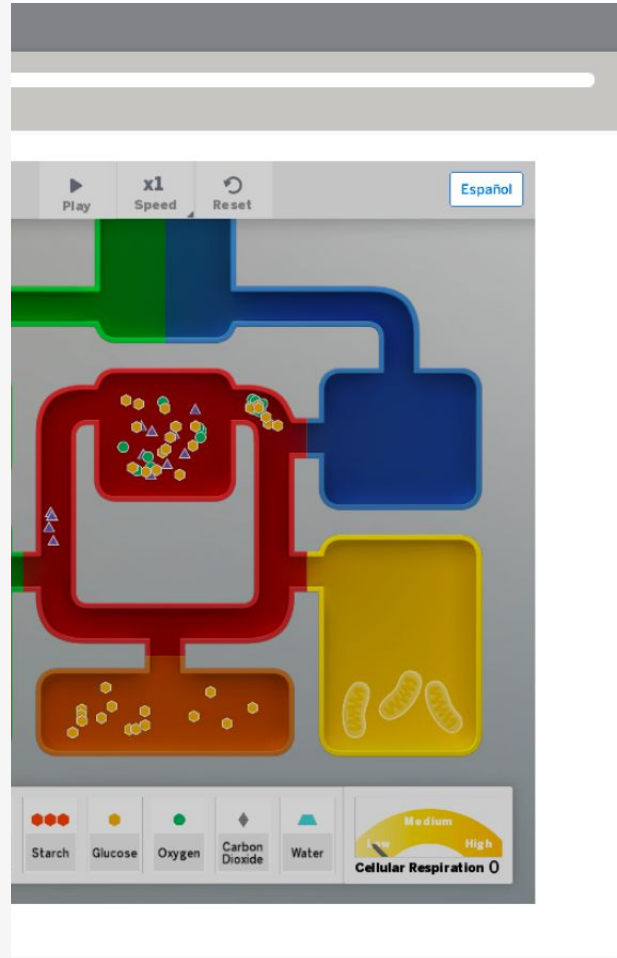 Play
x1
Speed
Reset
Español
Starch
Glucose
Oxygen
Carbon
Dioxide
Water
Low
Medium
High
Cellular Respiration 0